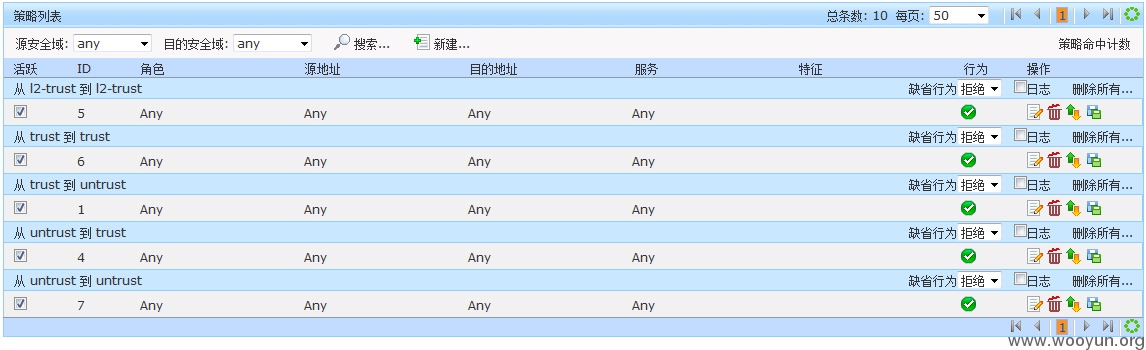 策略列表 总条数: 10 每页: 50 1
源安全域: any 目的安全域: any 搜索... 新建... 策略命中计数
活跃 ID 角色 源地址 目的地址 服务 特征 行为 操作
从 l2-trust 到 l2-trust 缺省行为 拒绝 日志 删除所有...
5 Any Any Any Any
从 trust 到 trust 缺省行为 拒绝 日志 删除所有...
6 Any Any Any Any
从 trust 到 untrust 缺省行为 拒绝 日志 删除所有...
1 Any Any Any Any
从 untrust 到 trust 缺省行为 拒绝 日志 删除所有...
4 Any Any Any Any
从 untrust 到 untrust 缺省行为 拒绝 日志 删除所有...
7 Any Any Any Any
1
www.wooyun.org